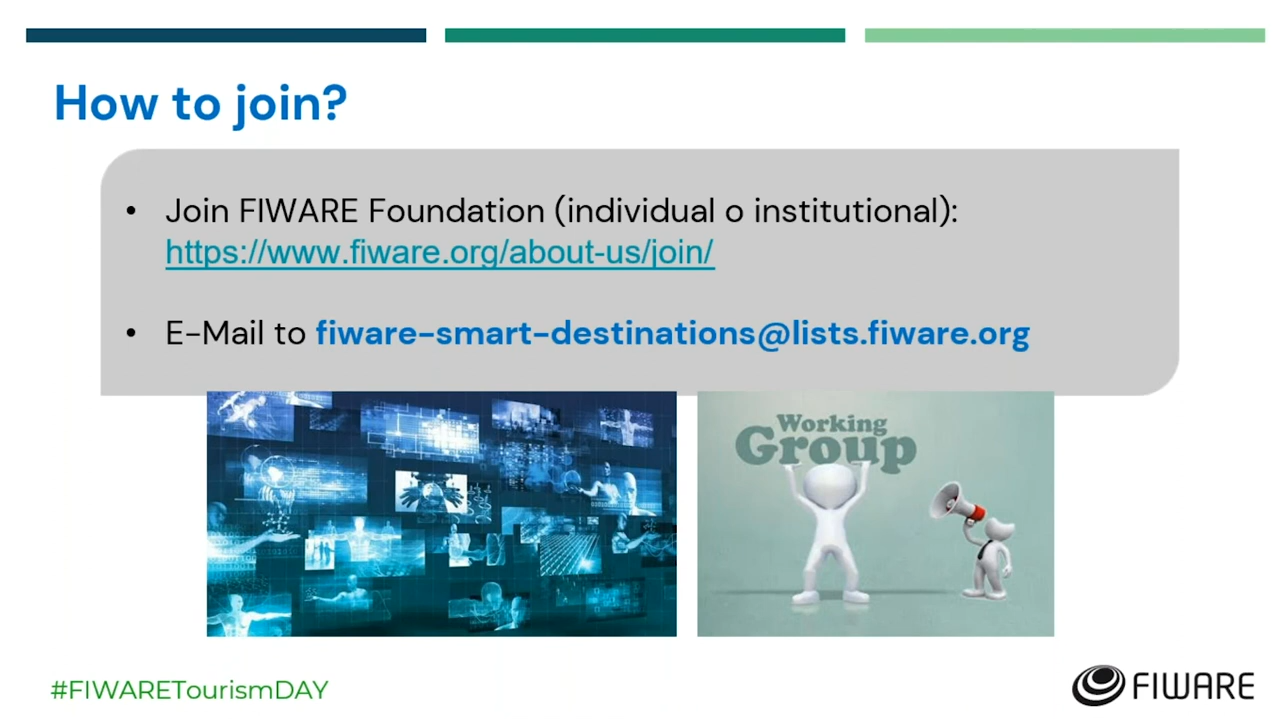 How to join?
• Join FIWARE Foundation (individual o institutional):
https://www.fiware.org/about-us/join/
• E-Mail to fiware-smart-destinations@lists.fiware.org
Working
Group
#FIWARETourismDAY
FIWARE